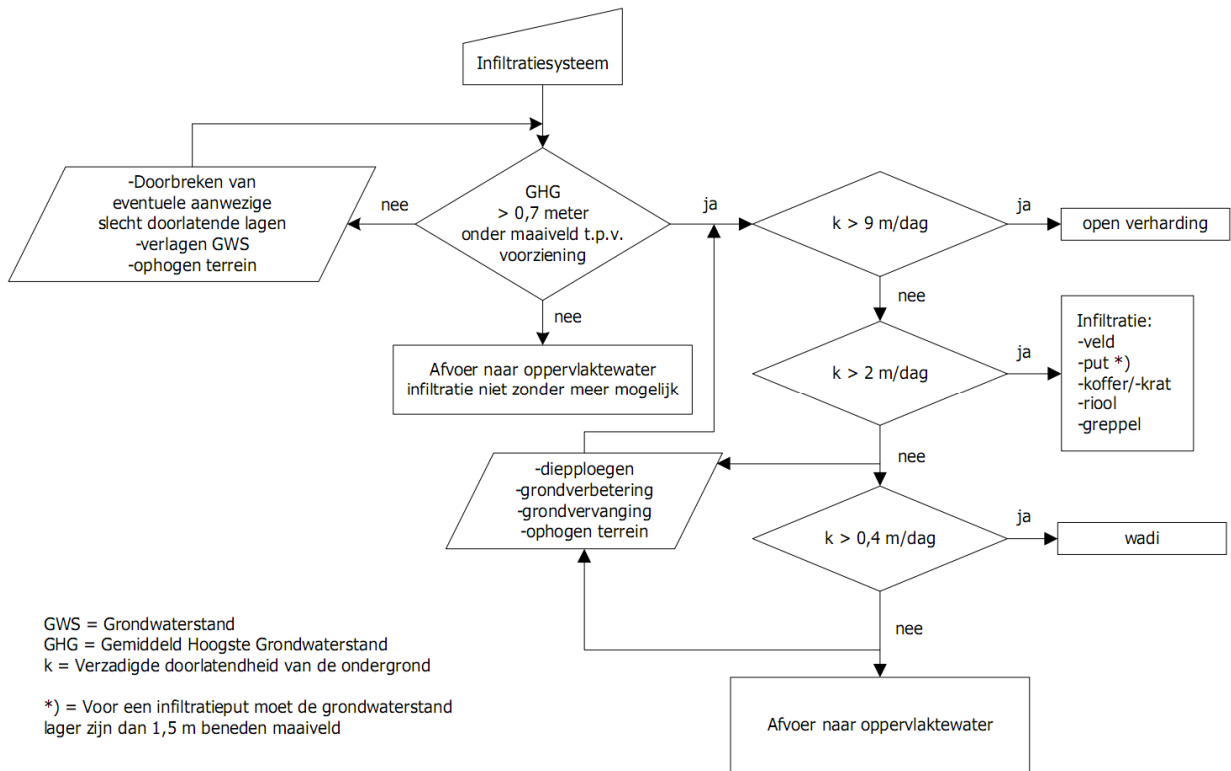 Infiltratiesysteem
-Doorbreken van
eventuele aanwezige
slecht doorlatende lagen
-verlagen GWS
-ophogen terrein
nee
GHG
> 0,7 meter
onder maaiveld t.p.v.
voorziening
ja
k > 9 m/dag
ja
open verharding
nee
nee
Afvoer naar oppervlaktewater
infiltratie niet zonder meer mogelijk
k > 2 m/dag
ja
Infiltratie:
-veld
-put *)
-koffer/-krat
-riool
-greppel
nee
-diepploegen
-grondverbetering
-grondvervanging
-ophogen terrein
k > 0,4 m/dag
ja
wadi
nee
Afvoer naar oppervlaktewater
GWS = Grondwaterstand
GHG = Gemiddeld Hoogste Grondwaterstand
k = Verzadigde doorlatendheid van de ondergrond
*) = Voor een infiltratieput moet de grondwaterstand
lager zijn dan 1,5 m beneden maaiveld